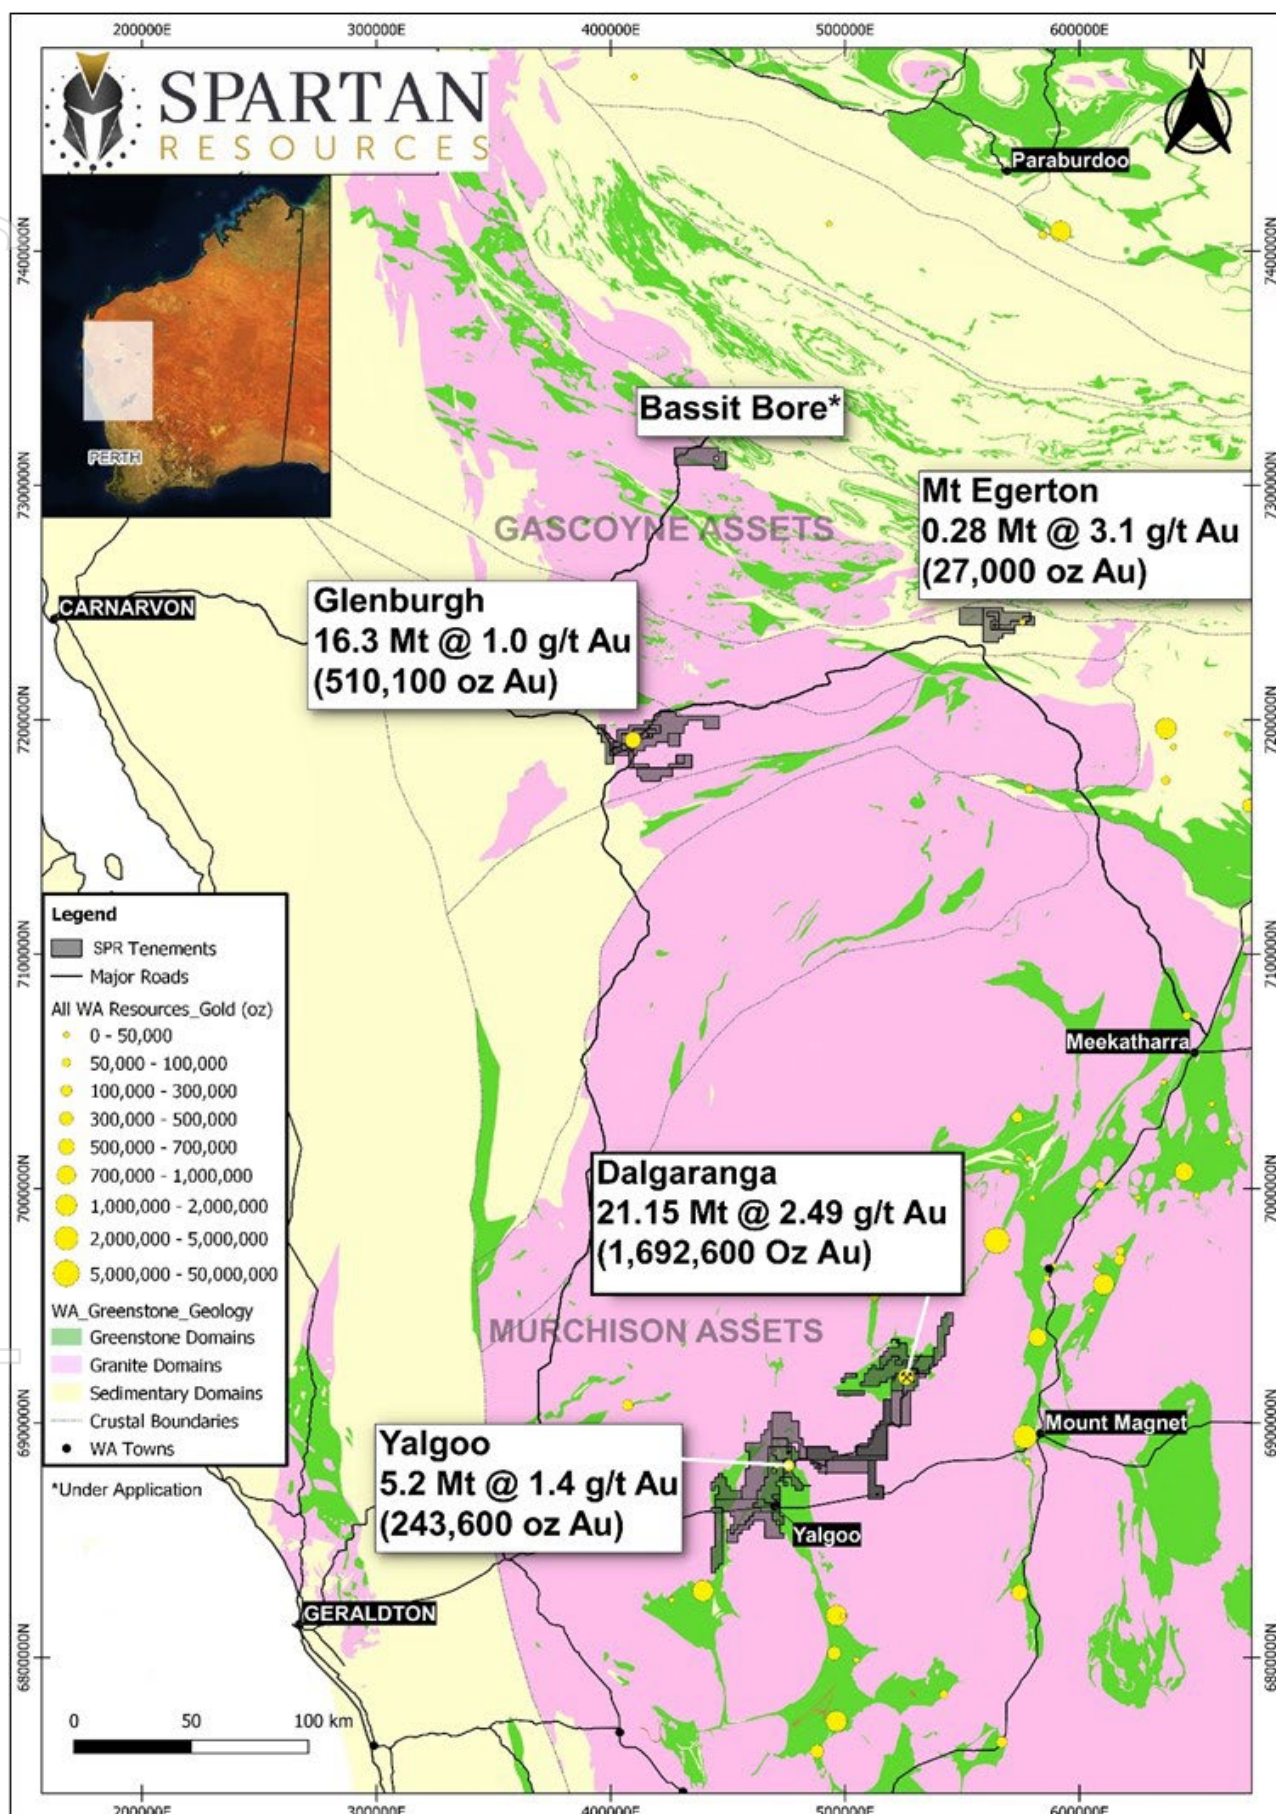 200000E 300000E 400000E 500000E 600000E
SPARTAN
RESOURCES
N
Paraburdoo
7400000N 7400000N
PERTH
Bassit Bore*
7300000N 7300000N
Mt Egerton
0.28 Mt @ 3.1 g/t Au
(27,000 oz Au)
GASCOYNE ASSETS
CARNARVON
Glenburgh
16.3 Mt @ 1.0 g/t Au
(510,100 oz Au)
7200000N 7200000N
Legend
SPR Tenements
Major Roads
All WA Resources_Gold (oz)
0 - 50,000
50,000 - 100,000
100,000 - 300,000
300,000 - 500,000
500,000 - 700,000
700,000 - 1,000,000
1,000,000 - 2,000,000
2,000,000 - 5,000,000
5,000,000 - 50,000,000
WA_Greenstone_Geology
Greenstone Domains
Granite Domains
Sedimentary Domains
Crustal Boundaries
WA Towns
*Under Application
7100000N 7100000N
Meekatharra
7000000N 7000000N
Dalgaranga
21.15 Mt @ 2.49 g/t Au
(1,692,600 Oz Au)
MURCHISON ASSETS
6900000N 6900000N
Mount Magnet
Yalgoo
5.2 Mt @ 1.4 g/t Au
(243,600 oz Au)
Yalgoo
GERALDTON
6800000N 6800000N
0 50 100 km
200000E 300000E 400000E 500000E 600000E